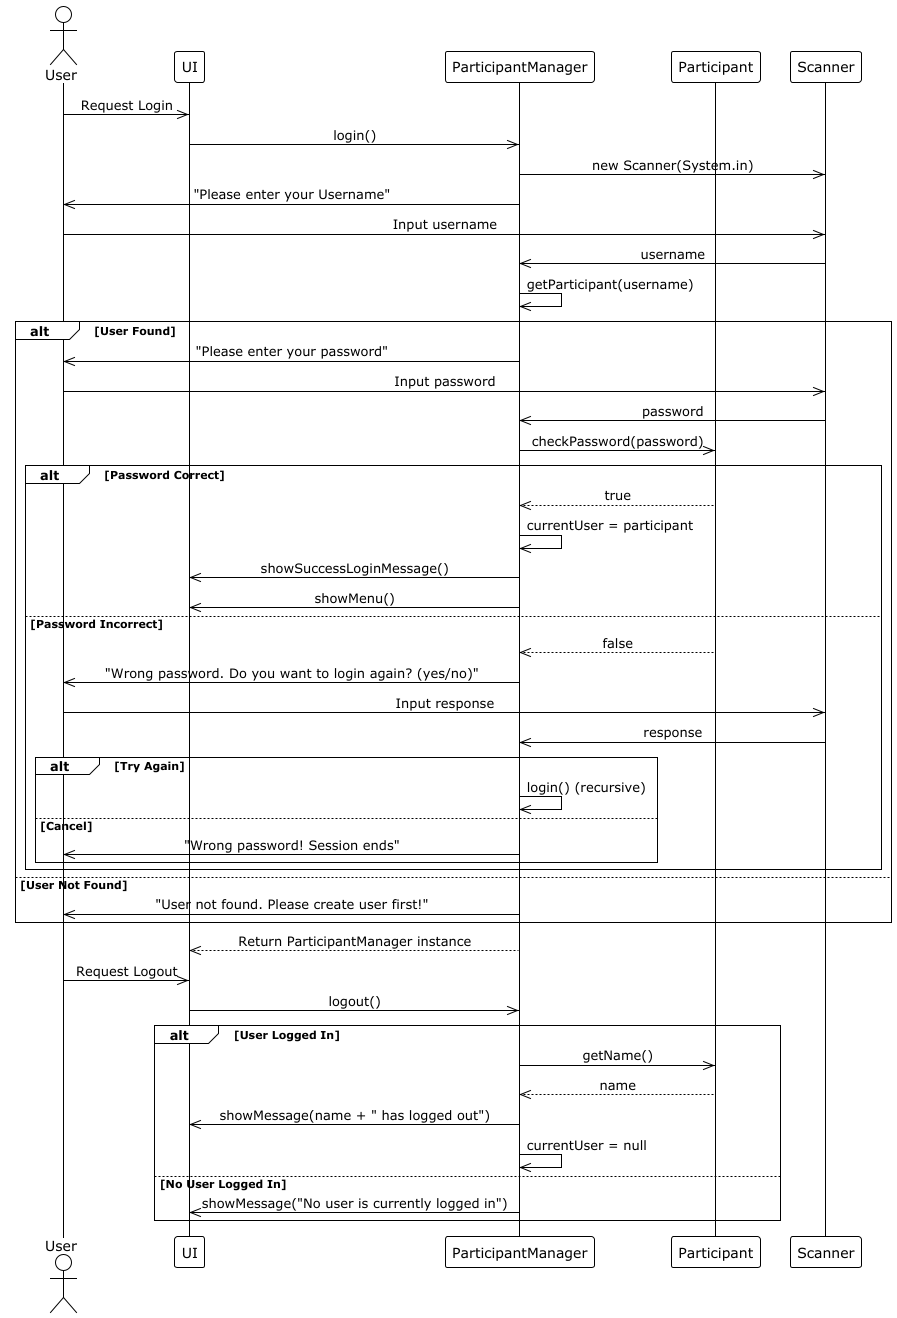 User
UI
ParticipantManager
Participant
Scanner
Request Login
login()
new Scanner(System.in)
"Please enter your Username"
Input username
username
getParticipant(username)
alt [User Found]
"Please enter your password"
Input password
password
checkPassword(password)
alt [Password Correct]
true
currentUser = participant
showSuccessLoginMessage()
showMenu()
[Password Incorrect]
false
"Wrong password. Do you want to login again? (yes/no)"
Input response
response
alt [Try Again]
login() (recursive)
[Cancel]
"Wrong password! Session ends"
[User Not Found]
"User not found. Please create user first!"
Return ParticipantManager instance
Request Logout
logout()
alt [User Logged In]
getName()
name
showMessage(name + " has logged out")
currentUser = null
[No User Logged In]
showMessage("No user is currently logged in")
User
UI
ParticipantManager
Participant
Scanner